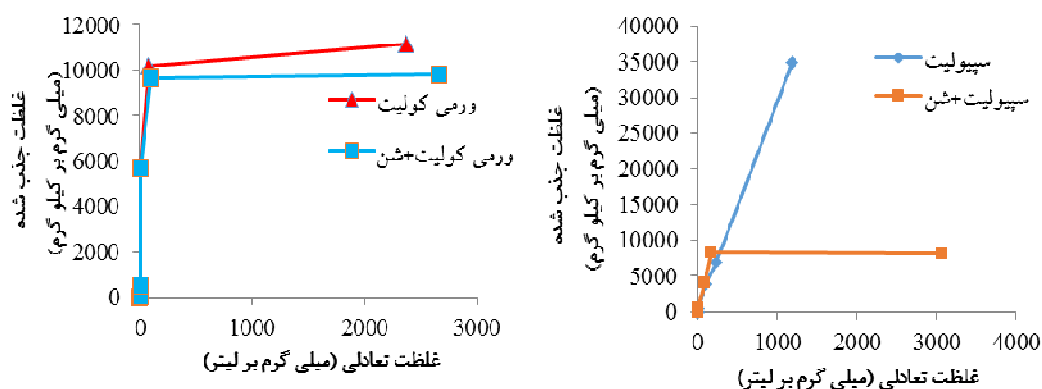 12000
10000
8000
6000
4000
2000
0
0
1000
2000
3000
غلظت جذب شده
(میلی گرم بر کیلو گرم)
ورمی کولیت
ورمی کولیت+شن
غلظت تعادلی (میلی گرم بر لیتر)
40000
35000
30000
25000
20000
15000
10000
5000
0
0
1000
2000
3000
4000
غلظت جذب شده
(میلی گرم بر کیلو گرم)
سپیولیت
سپیولیت+شن
غلظت تعادلی (میلی گرم بر لیتر)